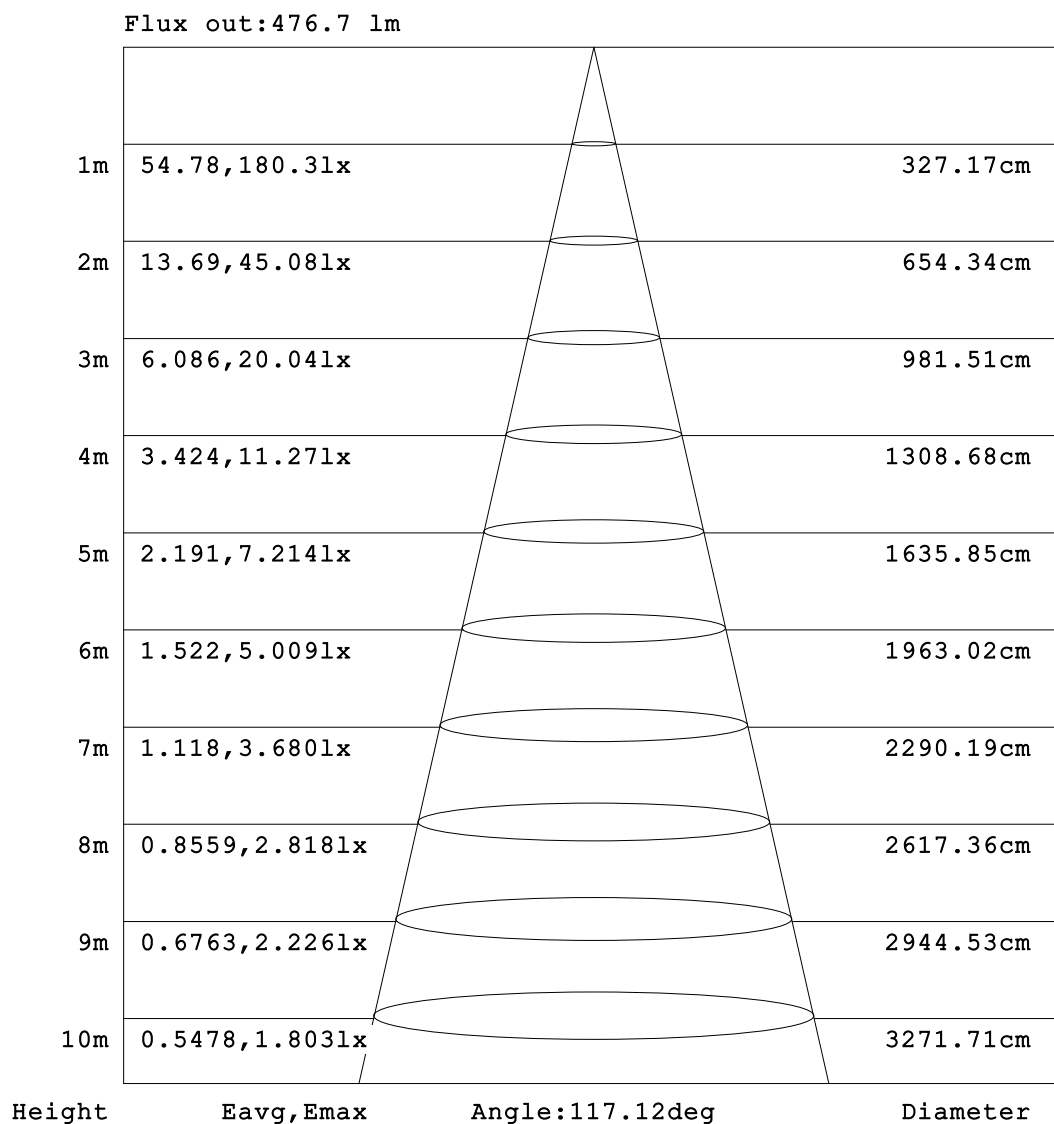 Flux out:476.7 lm
1m 54.78,180.3lx 327.17cm
2m 13.69,45.08lx 654.34cm
3m 6.086,20.04lx 981.51cm
4m 3.424,11.27lx 1308.68cm
5m 2.191,7.214lx 1635.85cm
6m 1.522,5.009lx 1963.02cm
7m 1.118,3.680lx 2290.19cm
8m 0.8559,2.818lx 2617.36cm
9m 0.6763,2.226lx 2944.53cm
10m 0.5478,1.803lx 3271.71cm
Height Eavg,Emax Angle:117.12deg Diameter